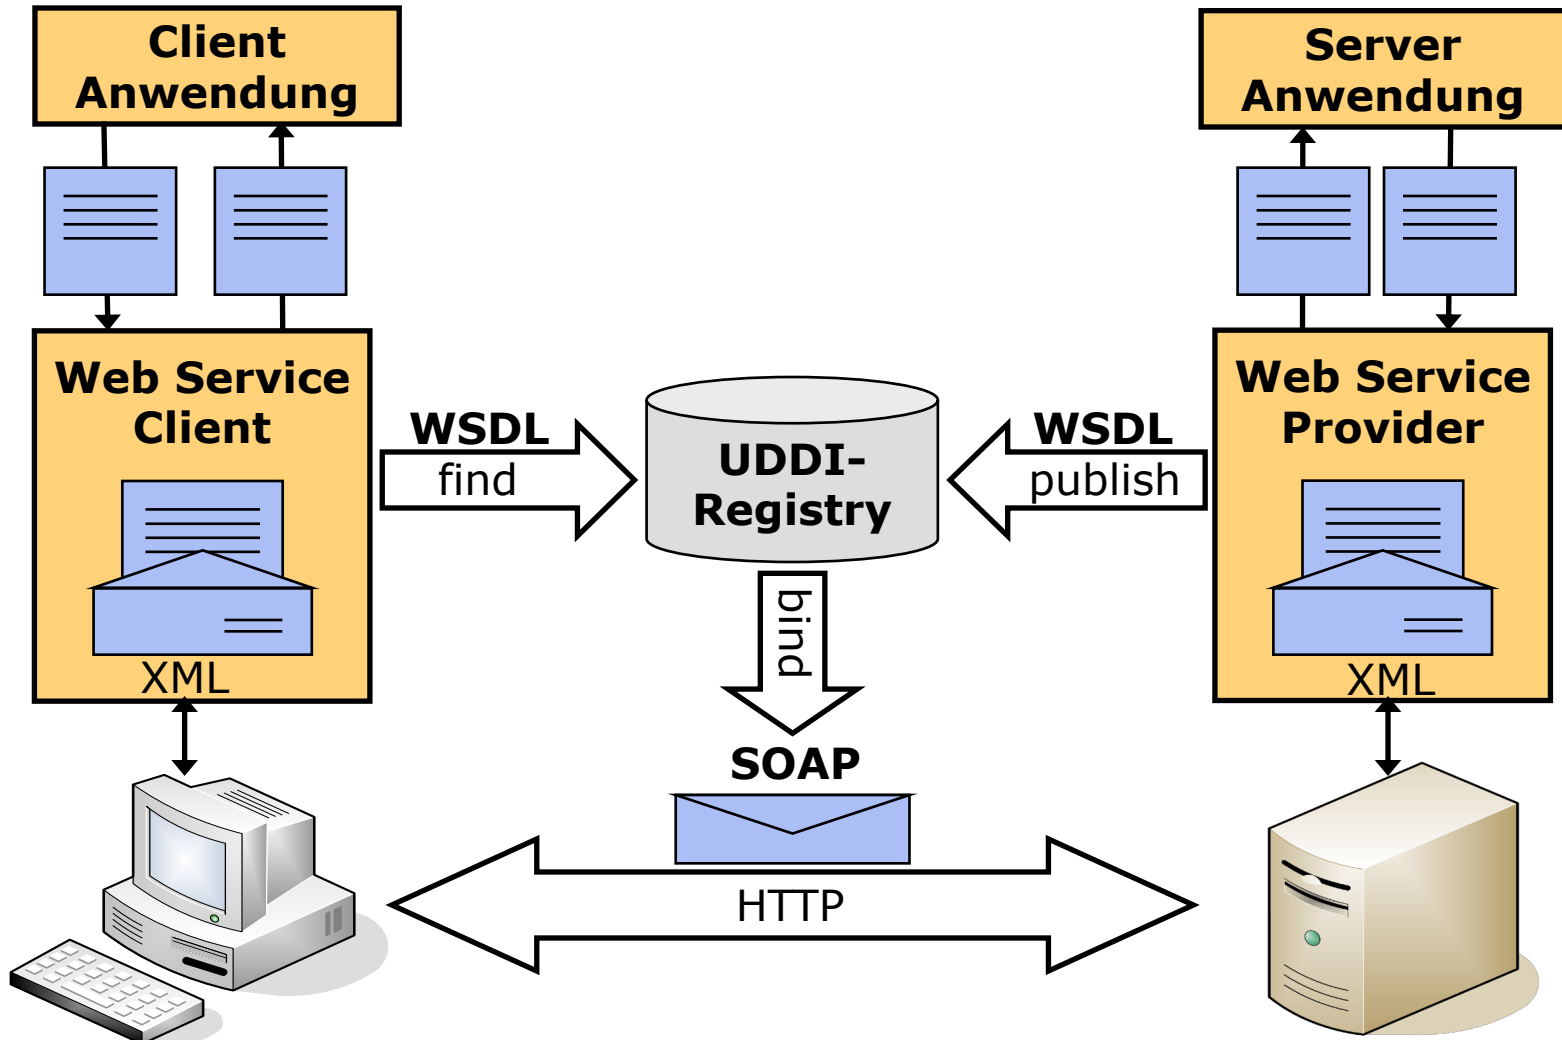 Client
Anwendung
Server
Anwendung
Web Service
Client
XML
WSDL
find
UDDI-
Registry
WSDL
publish
Web Service
Provider
XML
bind
SOAP
HTTP